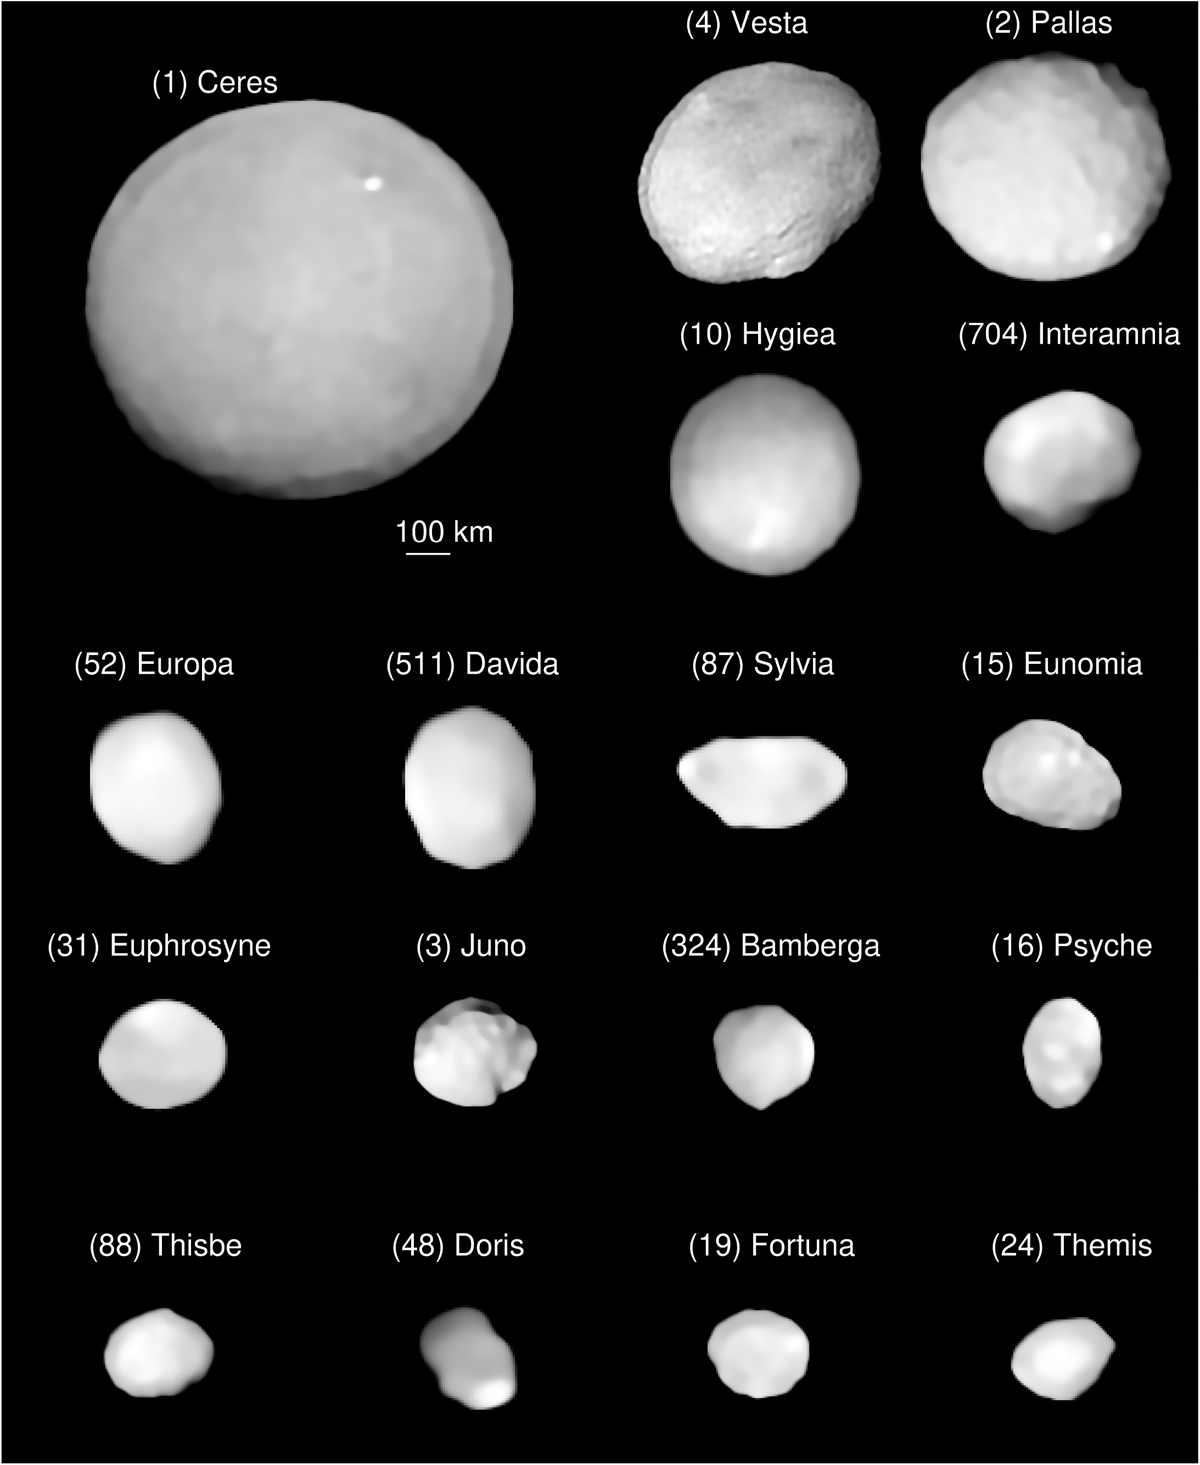 (4) Vesta
(2) Pallas
(1) Ceres
(10) Hygiea
(704) Interamnia
100 km
(52) Europa
(511) Davida
(87) Sylvia
(15) Eunomia
(31) Euphrosyne
(3) Juno
(324) Bamberga
(16) Psyche
(88) Thisbe
(48) Doris
(19) Fortuna
(24) Themis